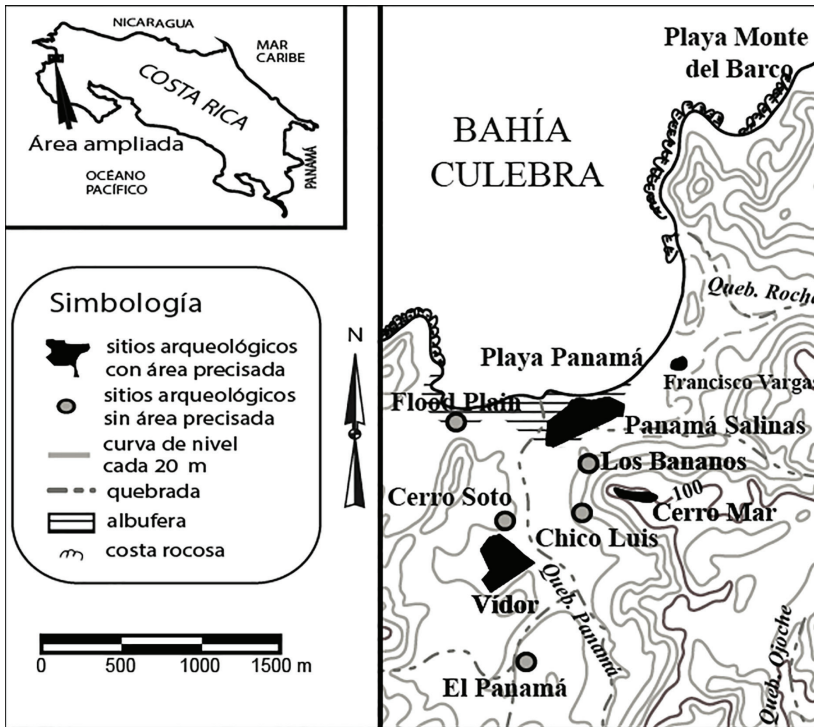 NICARAGUA
MAR
CARIBE
COSTA RICA
Área ampliada
OCÉANO
PACÍFICO
PANAMÁ
Simbología
sitios arqueológicos
con área precisada
sitios arqueológicos
sin área precisada
curva de nivel
cada 20 m
quebrada
albufera
costa rocosa
N
0 500 1000 1500 m
Playa Monte
del Barco
BAHÍA
CULEBRA
Queb. Roche
Playa Panamá
Francisco Vargas
Flood Plain
Panamá Salinas
Los Bananos
100
Cerro Soto
Cerro Mar
Chico Luis
Vídor
Queb. Panamá
El Panamá
Queb. Ojoche